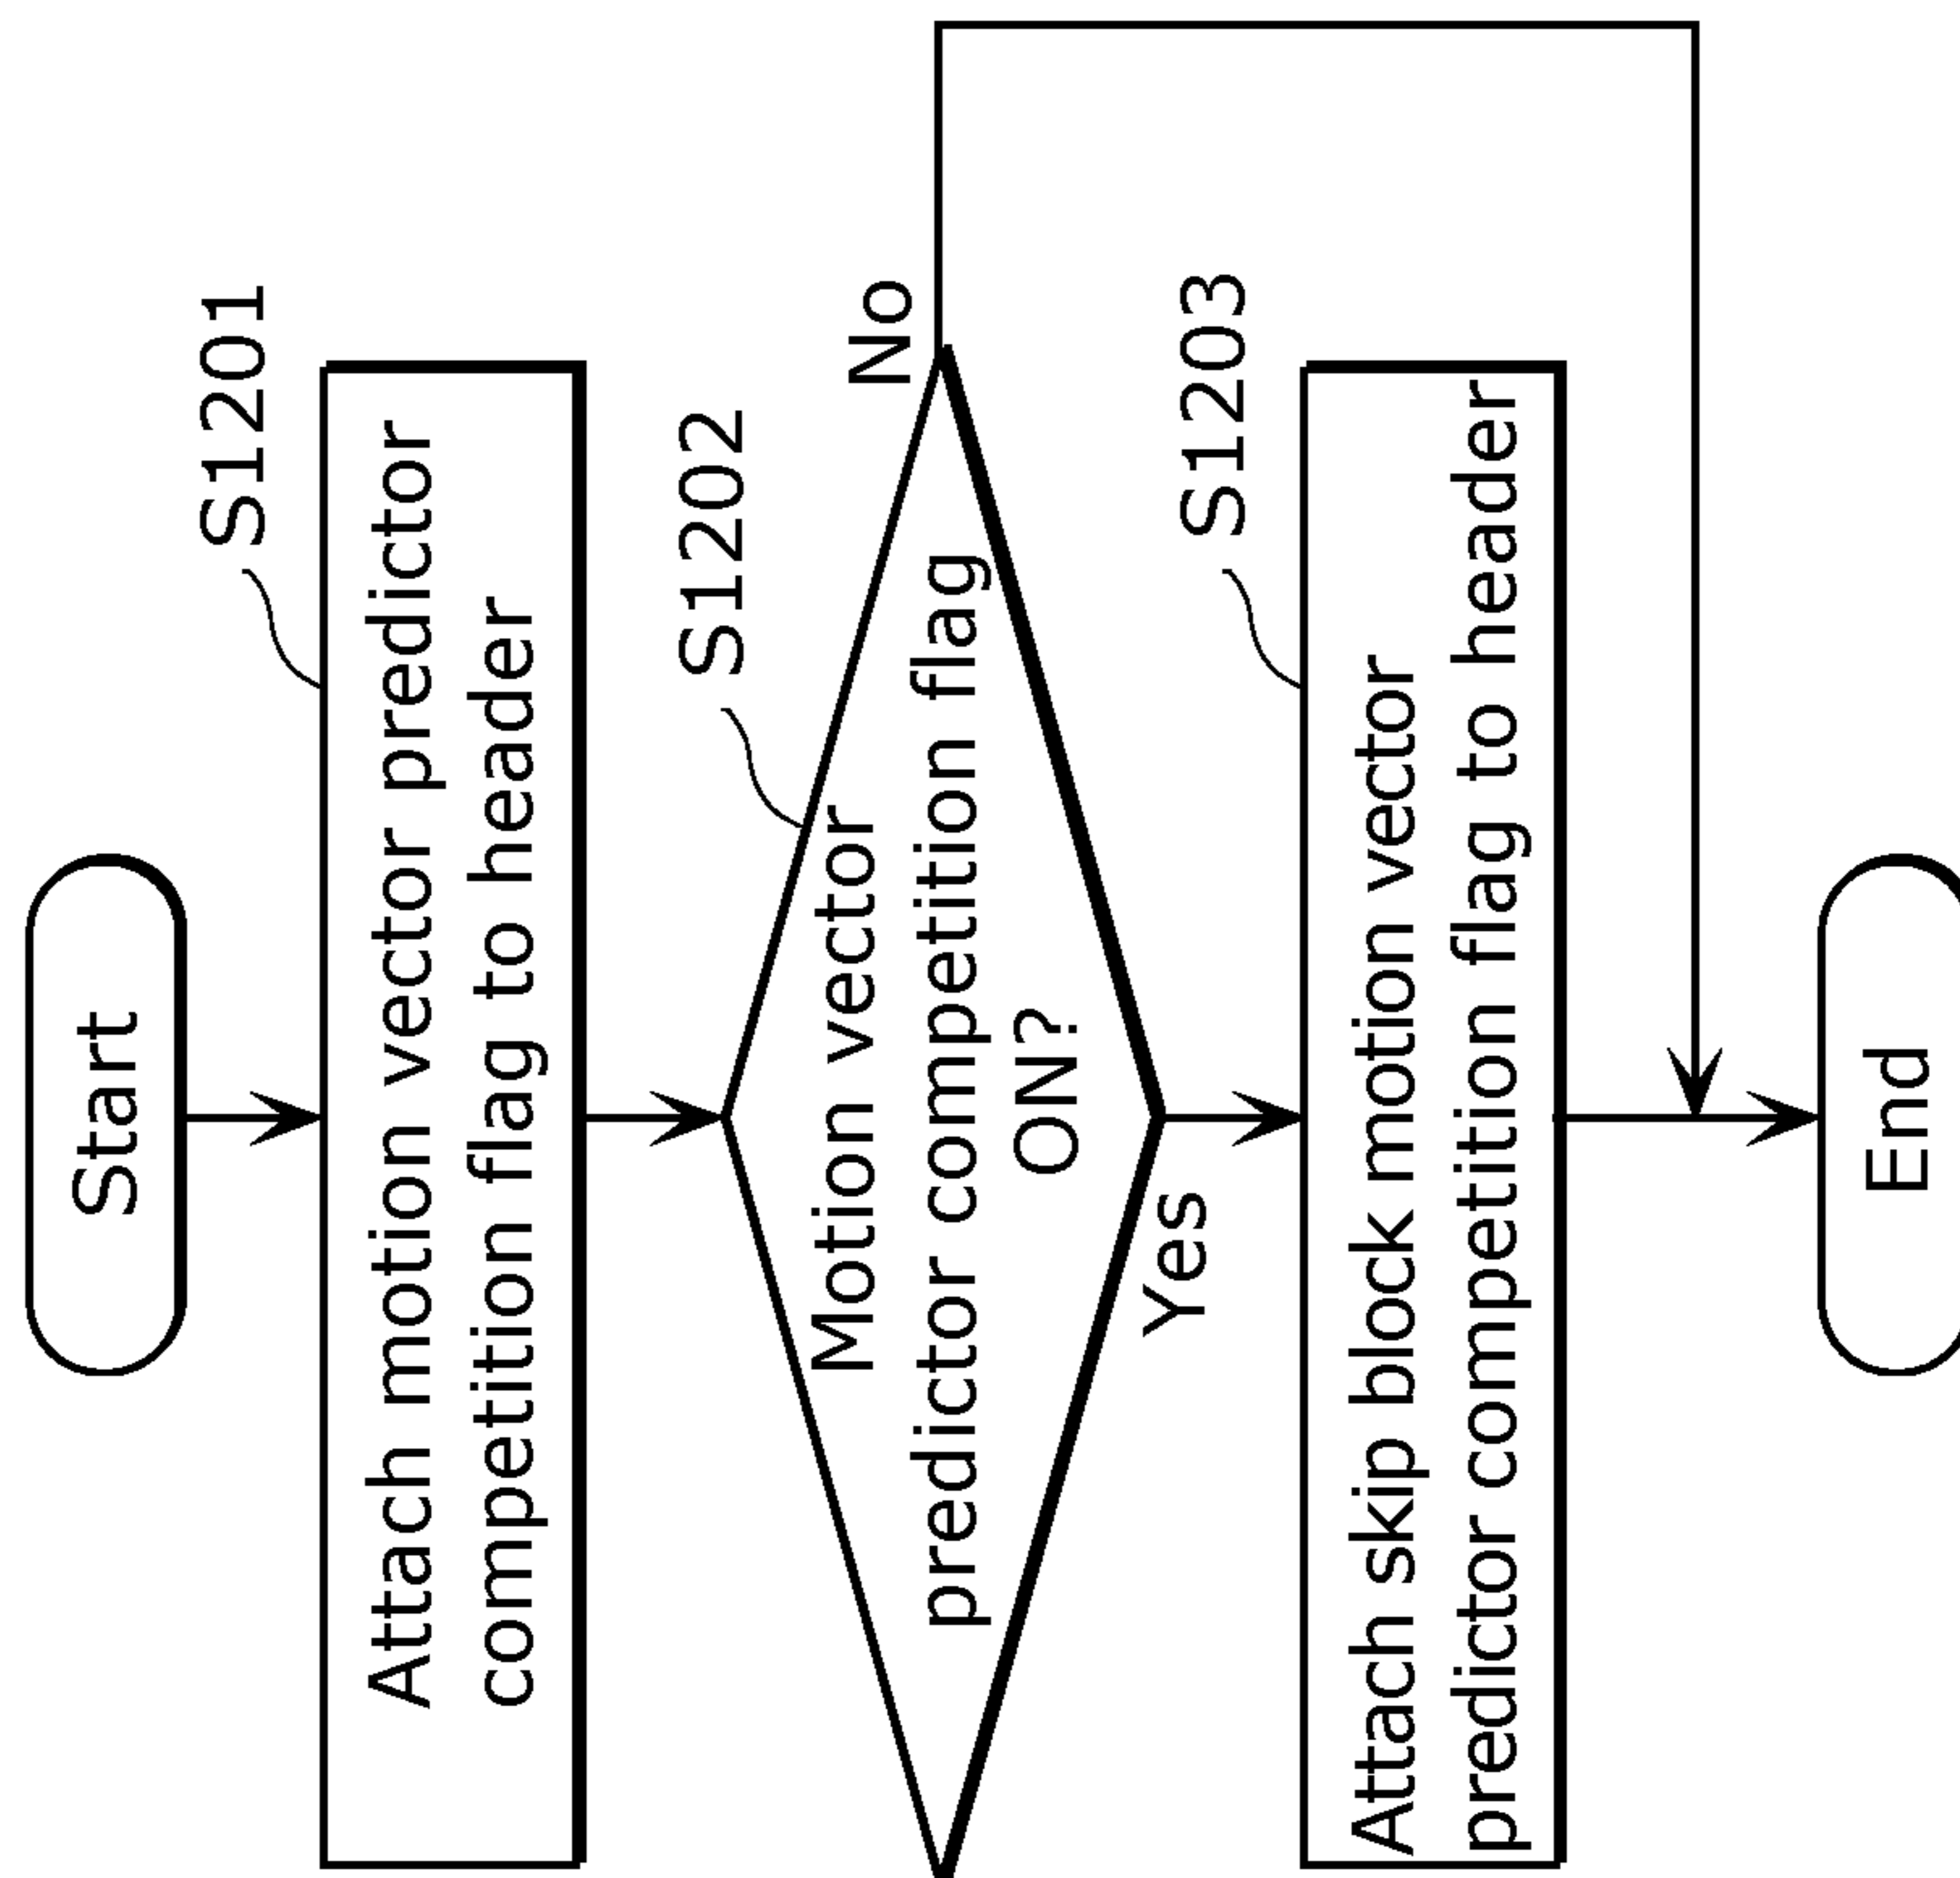 Start
S1201
Attach motion vector predictor
competition flag to header
S1202
Motion vector
predictor competition flag
ON?
No
Yes
S1203
Attach skip block motion vector
predictor competition flag to header
End